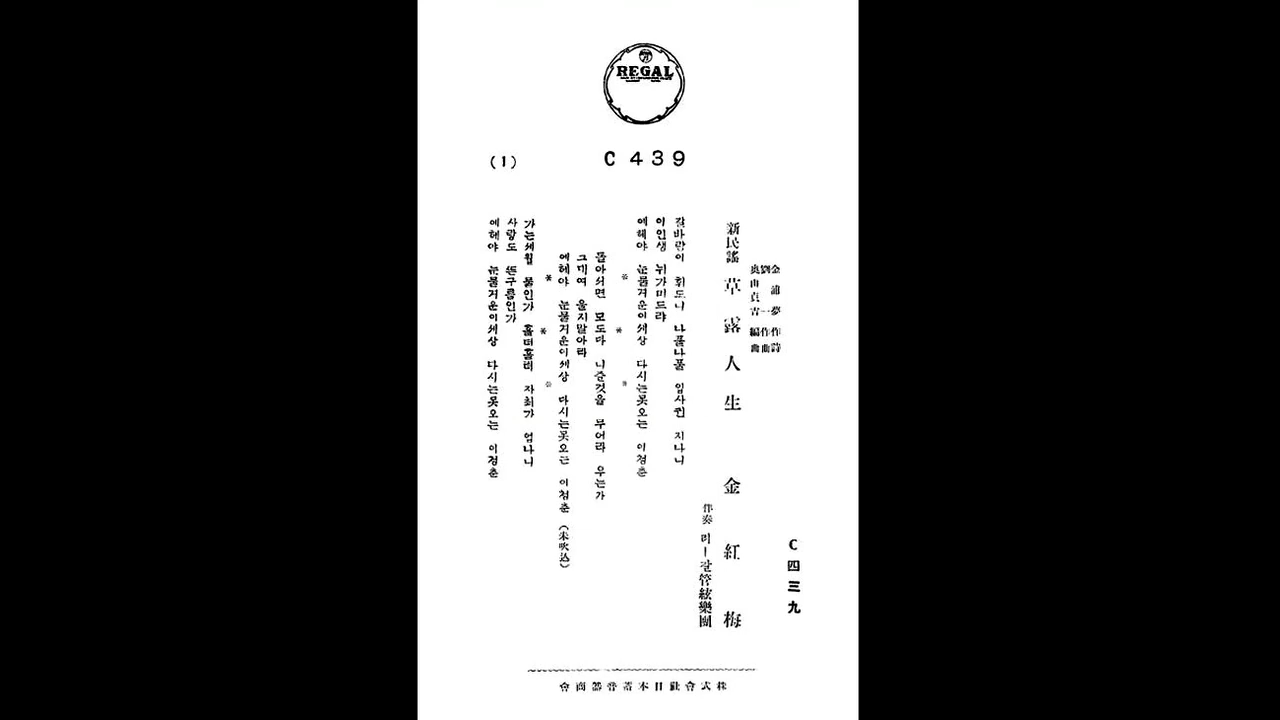 REGAL
C 439
(1)
C四三九
金浦夢 作詩
劉 一 作曲
奥山貞吉 編曲
新民謠 草露人生 金紅梅
伴奏 리ー갈管絃樂團
갈바람이 휘도니 나풀나풀 입사귄 지나니
이인생 뉘가미드랴
에헤야 눈물겨운이세상 다시는못오는 이청춘
※ ※ ※
돌아서면 모도다 니즐것을 무어라 우는가
그대여 울지말아라
에헤야 눈물겨운이세상 다시는못오는 이청춘 (未吹込)
※ ※ ※
가는세월 물인가 흘너흘너 자최가 업나니
사랑도 뜬구름인가
에헤야 눈물겨운이세상 다시는못오는 이청춘
株式會社日本蓄音器商會